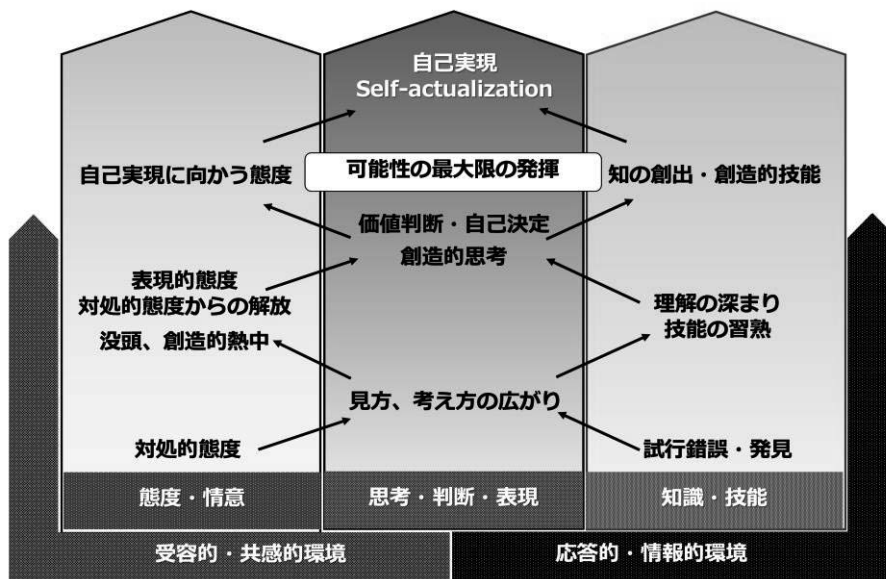 自己実現
Self-actualization
自己実現に向かう態度
可能性の最大限の発揮
知の創出・創造的技能
価値判断・自己決定
創造的思考
表現的態度
対処的態度からの解放
没頭、創造的熱中
理解の深まり
技能の習熟
見方、考え方の広がり
対処的態度
試行錯誤・発見
態度・情意
思考・判断・表現
知識・技能
受容的・共感的環境
応答的・情報的環境